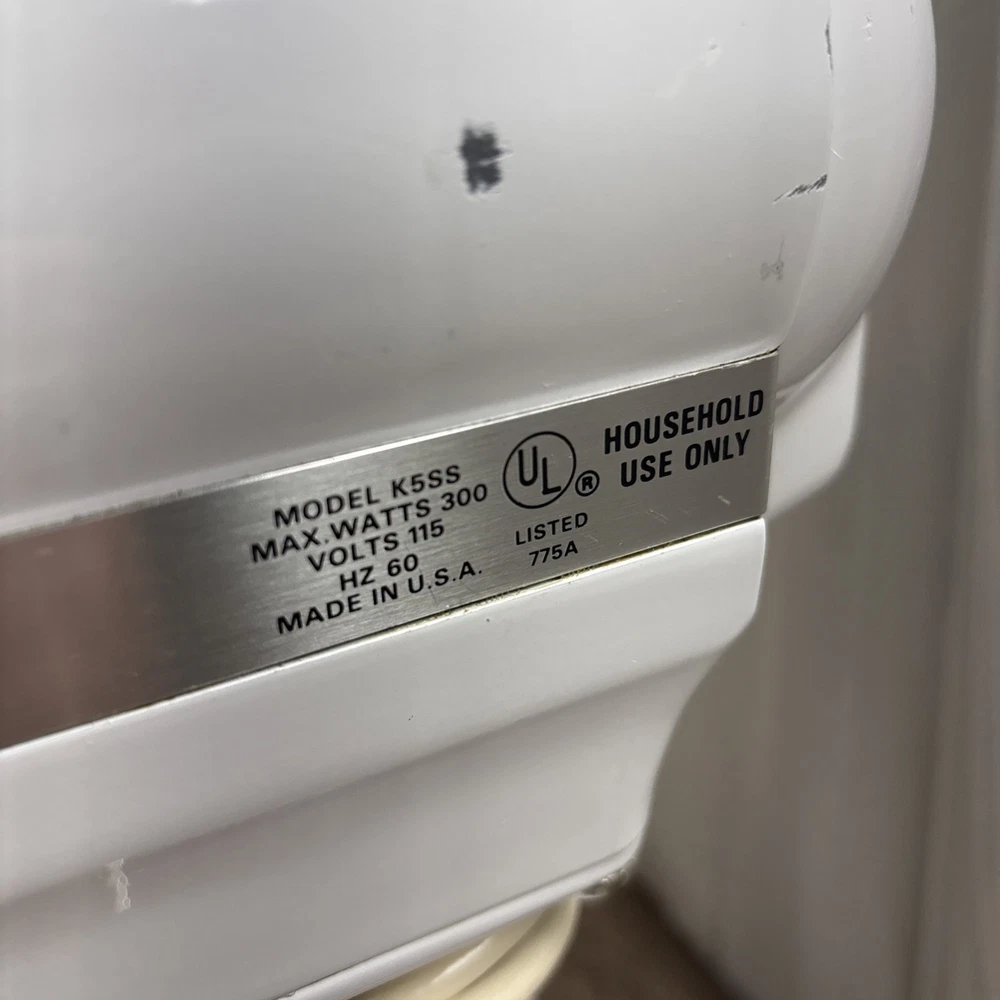 MODEL K5SS
MAX. WATTS 300
VOLTS 115
HZ 60
MADE IN U.S.A.
UL ®
LISTED
775A
HOUSEHOLD
USE ONLY